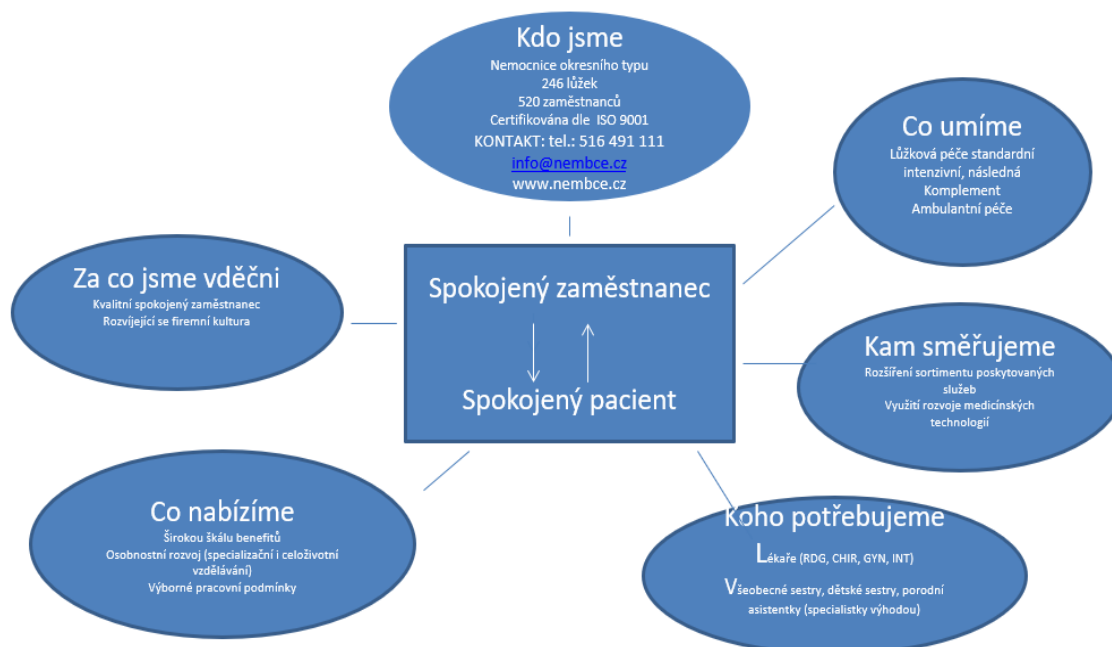 Kdo jsme
Nemocnice okresního typu
246 lůžek
520 zaměstnanců
Certifikována dle ISO 9001
KONTAKT: tel.: 516 491 111
info@nembce.cz
www.nembce.cz
Co umíme
Lůžková péče standardní
intenzivní, následná
Komplement
Ambulantní péče
Za co jsme vděčni
Kvalitní spokojený zaměstnanec
Rozvíjející se firemní kultura
Spokojený zaměstnanec
Spokojený pacient
Kam směřujeme
Rozšíření sortimentu poskytovaných
služeb
Využití rozvoje medicínských
technologií
Co nabízíme
Širokou škálu benefitů
Osobnostní rozvoj (specializační i celoživotní
vzdělávání)
Výborné pracovní podmínky
Koho potřebujeme
Lékaře (RDG, CHIR, GYN, INT)
Všeobecné sestry, dětské sestry, porodní
asistentky (specialistky výhodou)